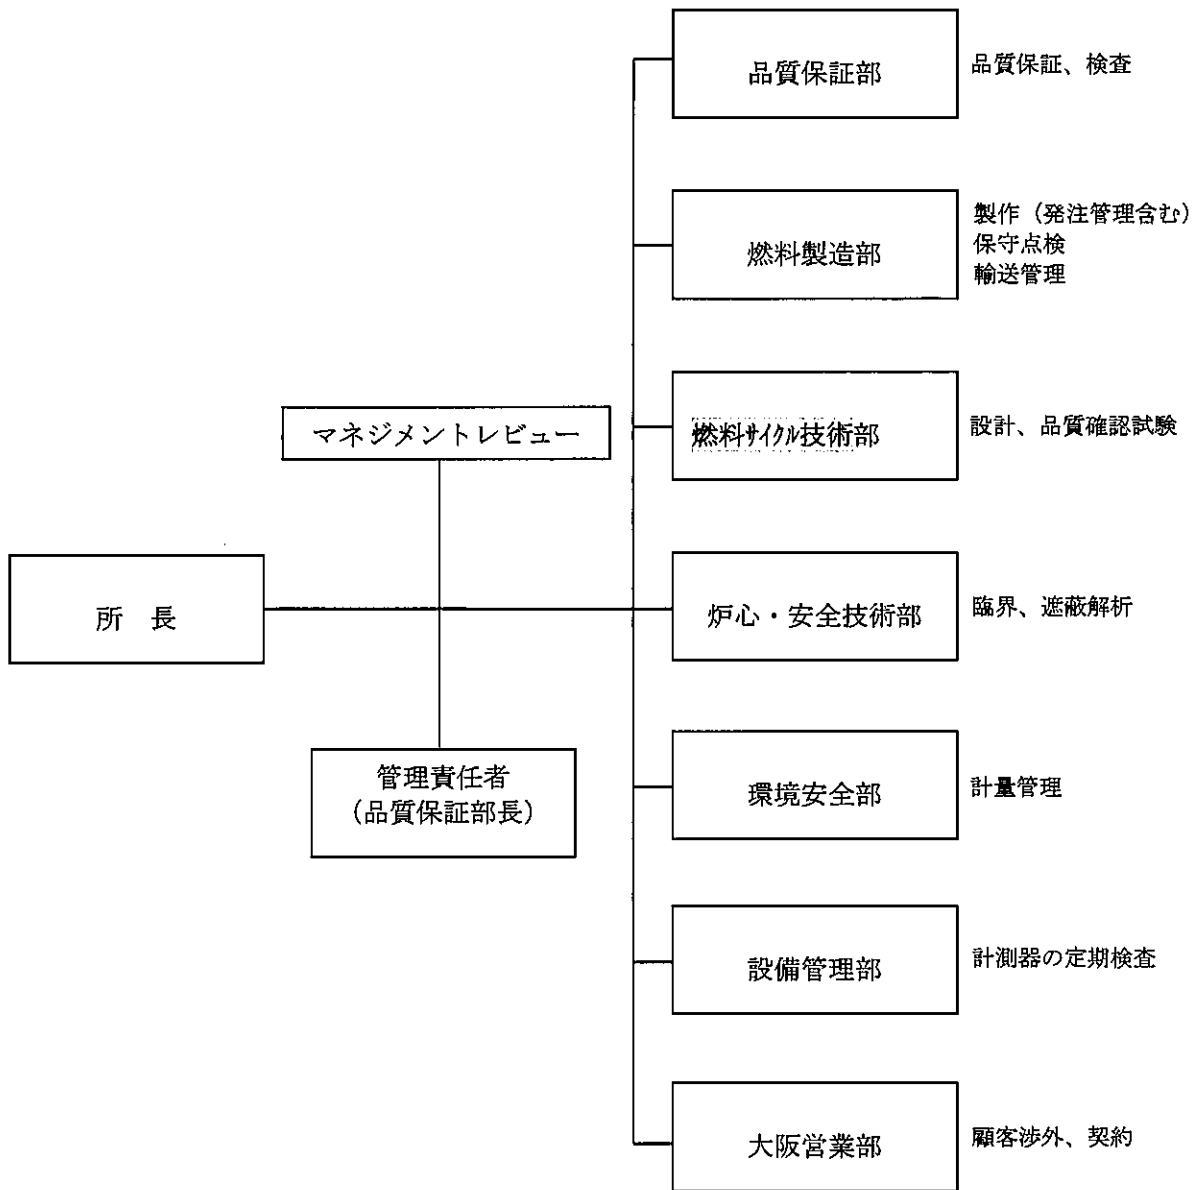 品質保証部
品質保証、検査
燃料製造部
製作（発注管理含む）
保守点検
輸送管理
燃料ｻｲｸﾙ技術部
設計、品質確認試験
マネジメントレビュー
所　長
炉心・安全技術部
臨界、遮蔽解析
管理責任者
（品質保証部長）
環境安全部
計量管理
設備管理部
計測器の定期検査
大阪営業部
顧客渉外、契約